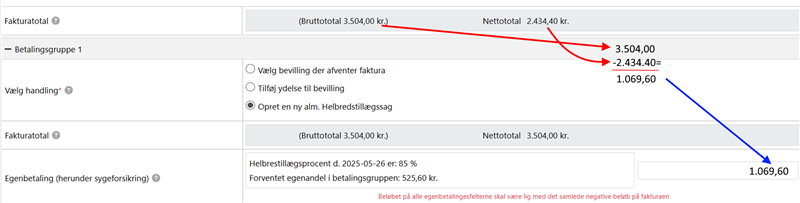 Fakturatotal (Bruttototal 3.504,00 kr.) Nettototal 2.434,40 kr.
Betalingsgruppe 1
3.504,00
-2.434.40=
1.069,60
Vælg handling*
Vælg bevilling der afventer faktura
Tilføj ydelse til bevilling
Opret en ny alm. Helbredstillægssag
Fakturatotal (Bruttototal 3.504,00 kr.) Nettototal 3.504,00 kr.
Egenbetaling (herunder sygeforsikring)
Helbrestillægsprocent d. 2025-05-26 er: 85 %
Forventet egenandel i betalingsgruppen: 525,60 kr.
1.069,60
Beløbet på alle egenbetalingesfelterne skal være lig med det samlede negative beløb på fakturaen